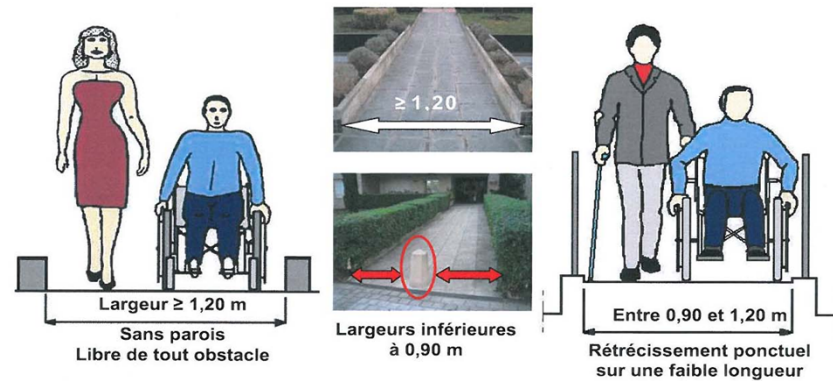 Largeur ≥ 1,20 m
Sans parois
Libre de tout obstacle
≥ 1,20
Largeurs inférieures
à 0,90 m
Entre 0,90 et 1,20 m
Rétrécissement ponctuel
sur une faible longueur